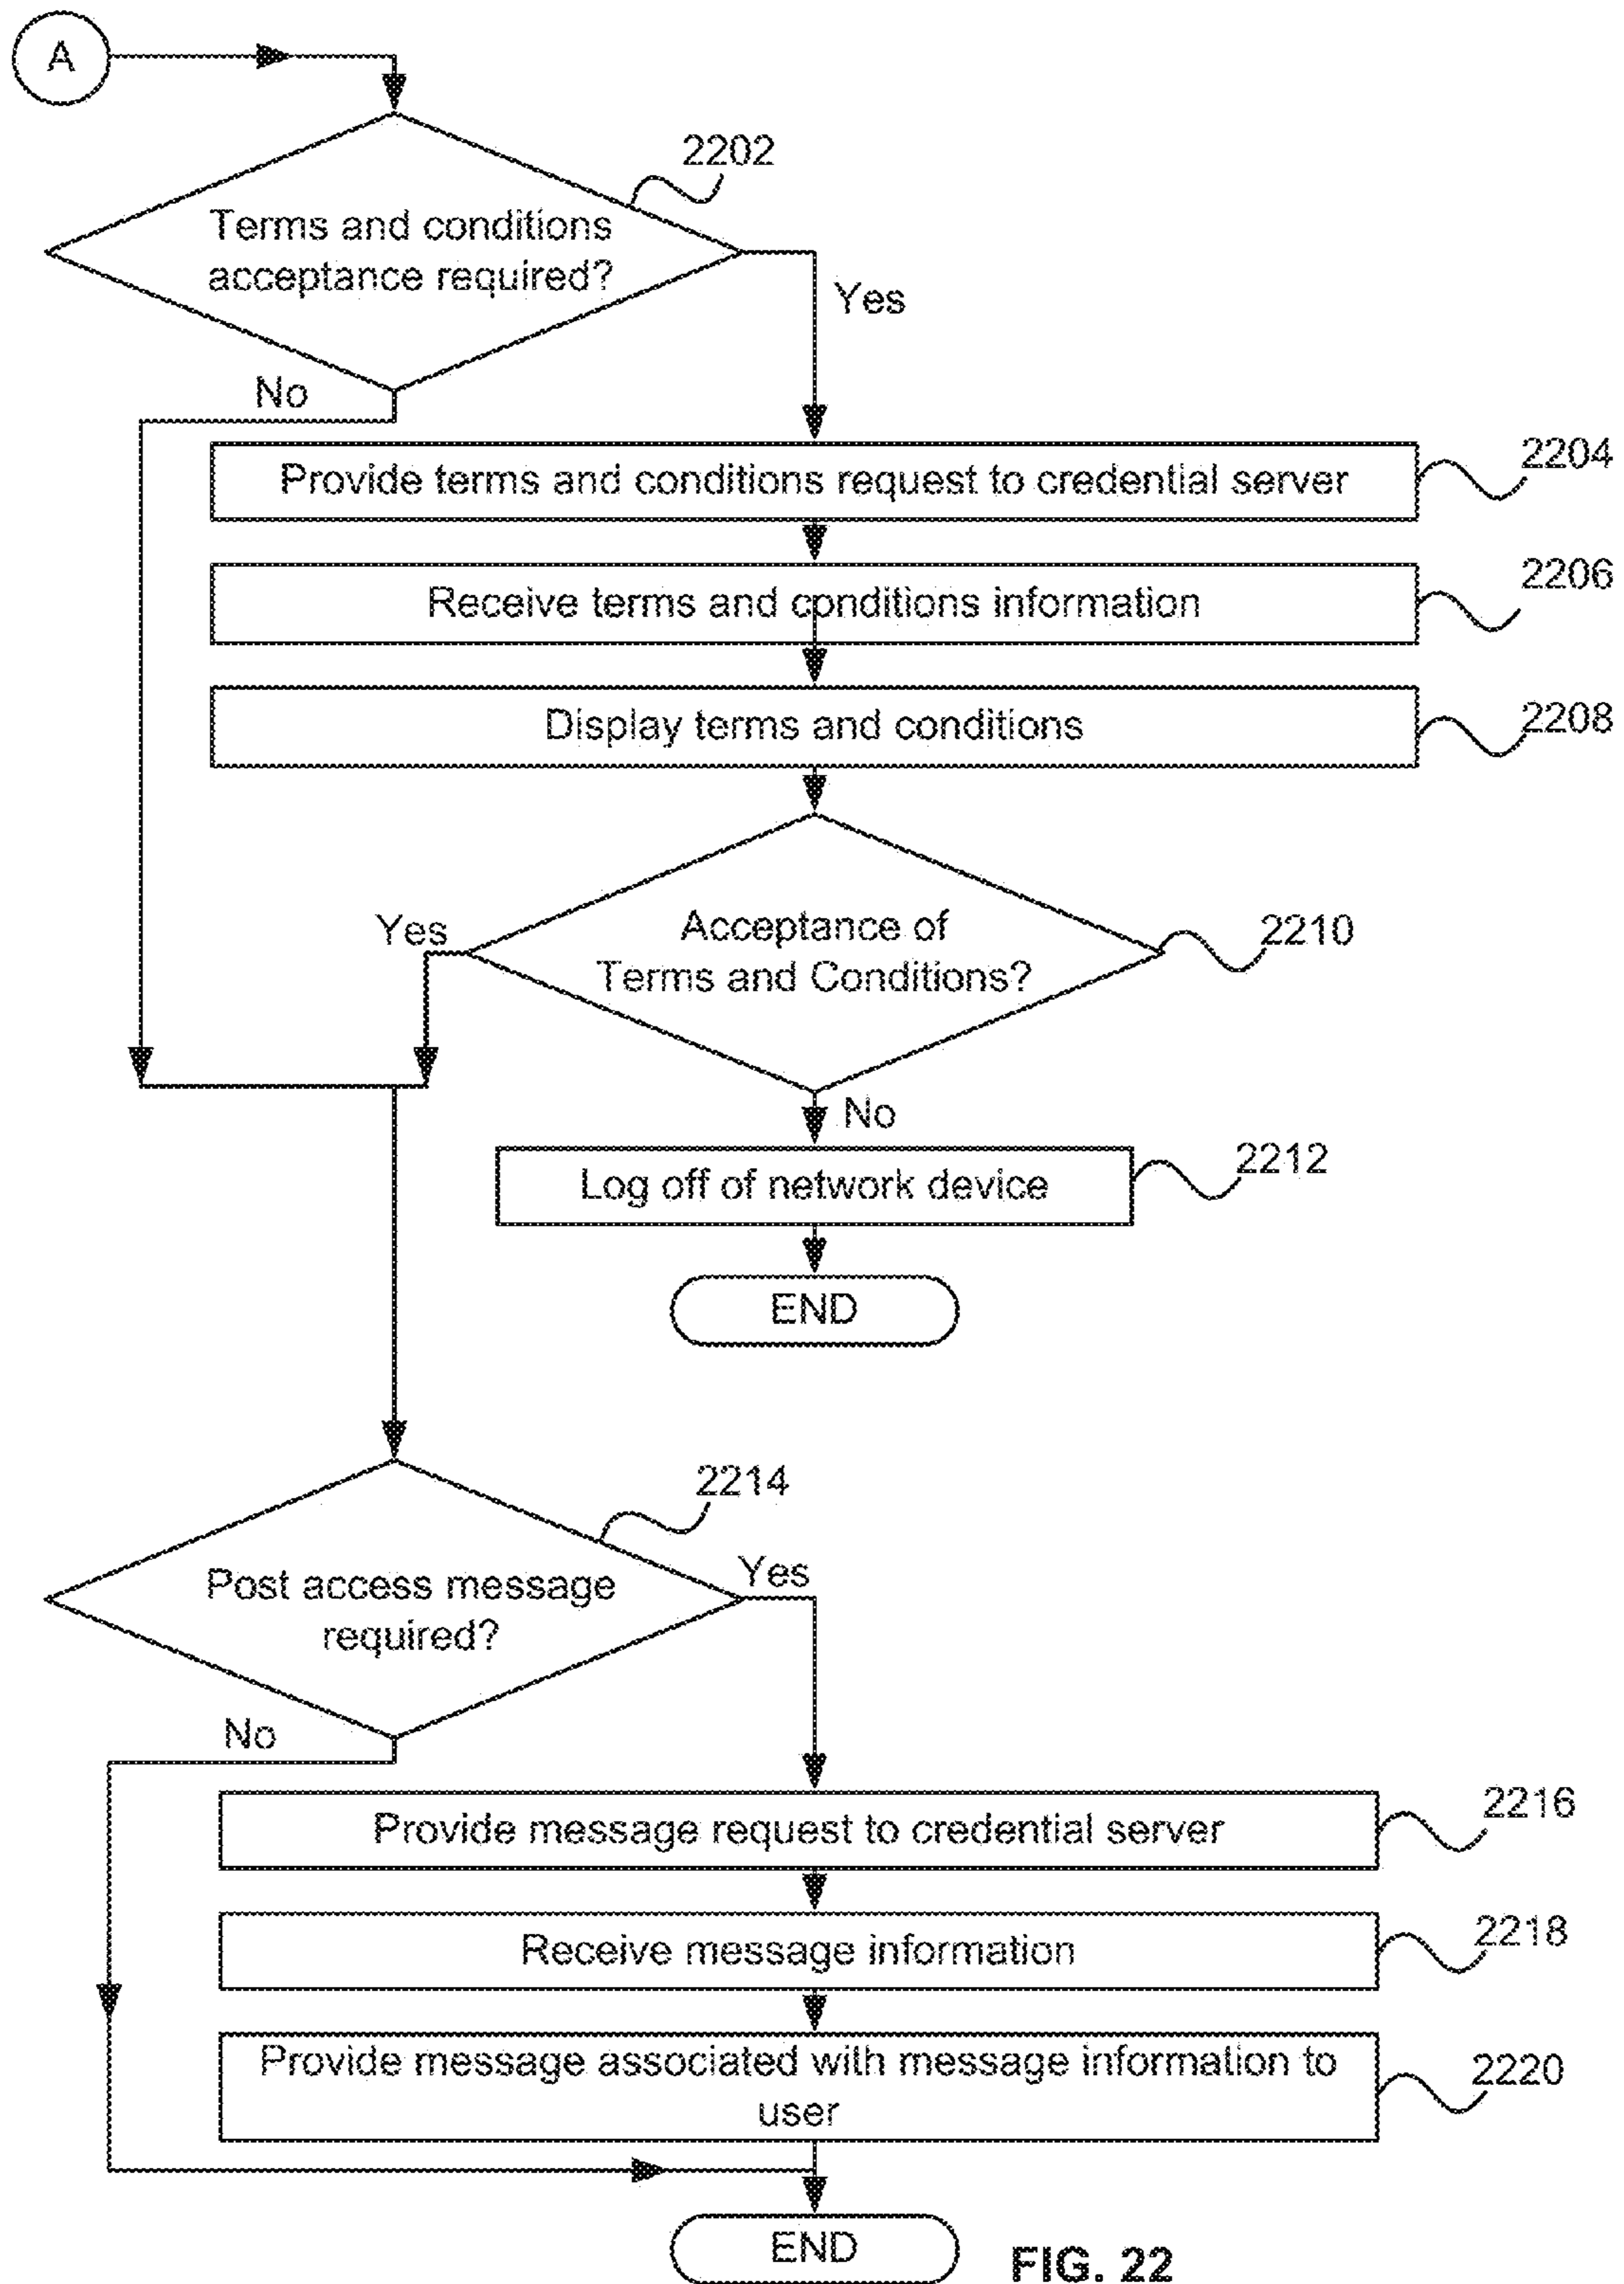 A
2202
Terms and conditions
acceptance required?
Yes
No
Provide terms and conditions request to credential server
2204
Receive terms and conditions information
2206
Display terms and conditions
2208
Yes
Acceptance of
Terms and Conditions?
2210
No
Log off of network device
2212
END
2214
Post access message
required?
Yes
No
Provide message request to credential server
2216
Receive message information
2218
Provide message associated with message information to
user
2220
END
FIG. 22